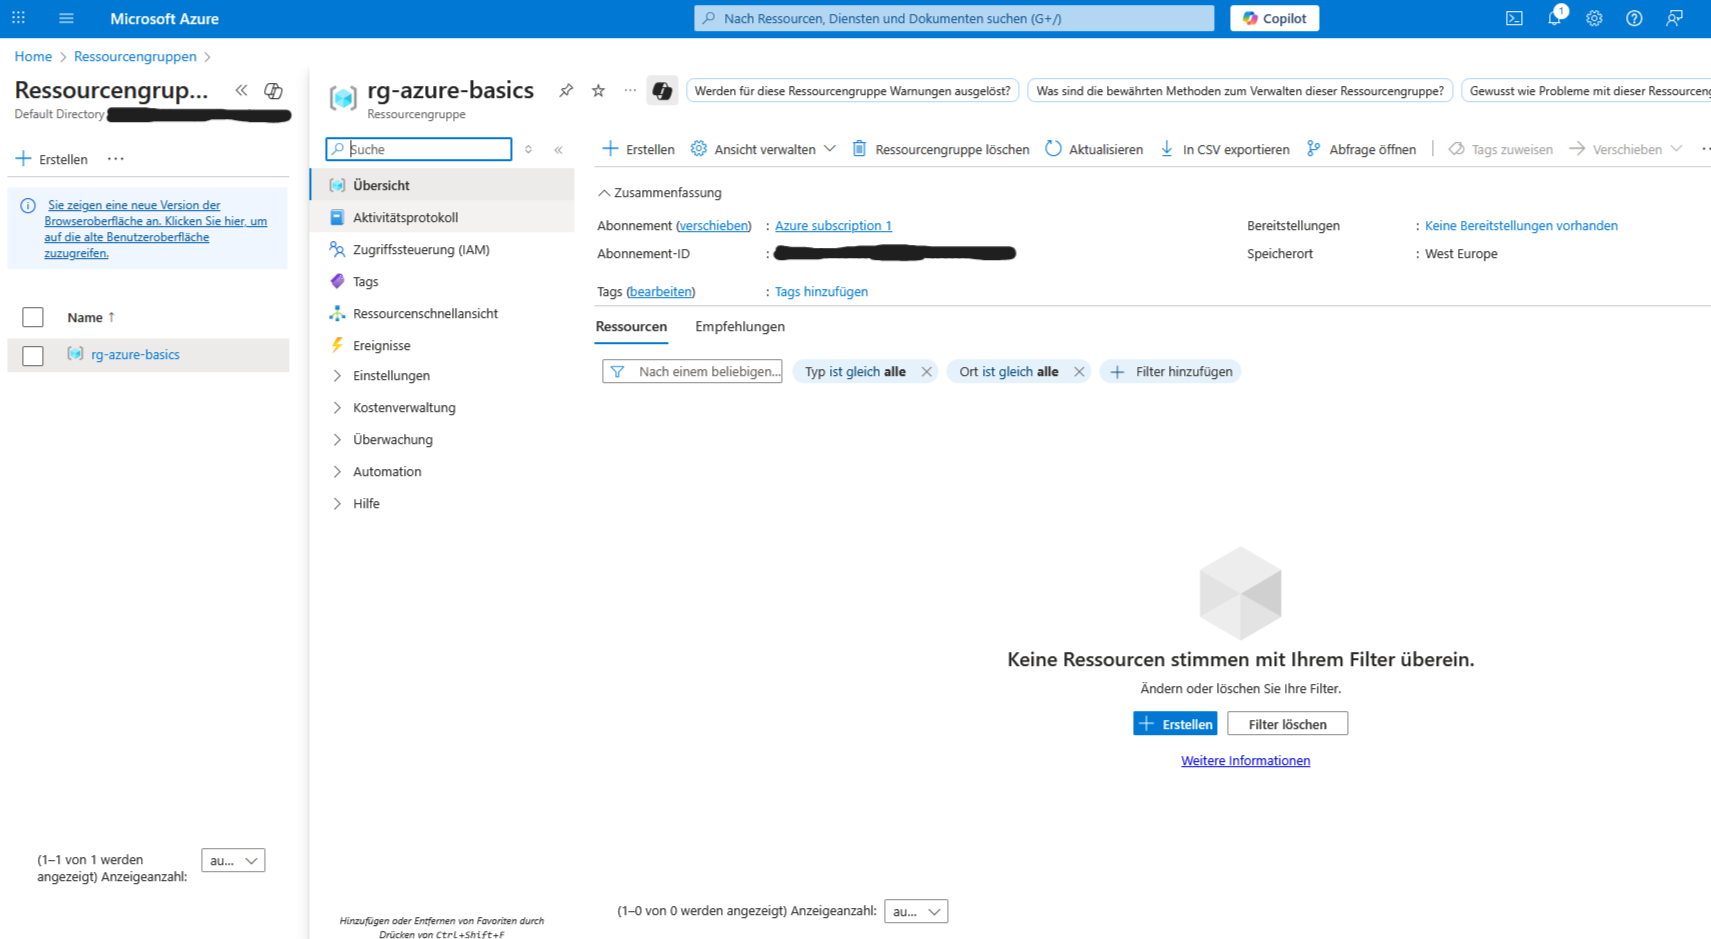 Microsoft Azure
Nach Ressourcen, Diensten und Dokumenten suchen (G+/)
Copilot
1
Home > Ressourcengruppen >
Ressourcengrup...
Default Directory
Erstellen ...
Sie zeigen eine neue Version der
Browseroberfläche an. Klicken Sie hier, um
auf die alte Benutzeroberfläche
zuzugreifen.
Name ↑
rg-azure-basics
(1–1 von 1 werden
angezeigt) Anzeigeanzahl:
au...
rg-azure-basics
Ressourcengruppe
Werden für diese Ressourcengruppe Warnungen ausgelöst?
Was sind die bewährten Methoden zum Verwalten dieser Ressourcengruppe?
Gewusst wie Probleme mit dieser Ressourceng
Suche
Übersicht
Aktivitätsprotokoll
Zugriffssteuerung (IAM)
Tags
Ressourcenschnellansicht
Ereignisse
Einstellungen
Kostenverwaltung
Überwachung
Automation
Hilfe
Hinzufügen oder Entfernen von Favoriten durch
Drücken von Ctrl+Shift+F
Erstellen
Ansicht verwalten
Ressourcengruppe löschen
Aktualisieren
In CSV exportieren
Abfrage öffnen
Tags zuweisen
Verschieben
Zusammenfassung
Abonnement (verschieben) : Azure subscription 1
Abonnement-ID :
Tags (bearbeiten) : Tags hinzufügen
Bereitstellungen : Keine Bereitstellungen vorhanden
Speicherort : West Europe
Ressourcen
Empfehlungen
Nach einem beliebigen...
Typ ist gleich alle
Ort ist gleich alle
Filter hinzufügen
Keine Ressourcen stimmen mit Ihrem Filter überein.
Ändern oder löschen Sie Ihre Filter.
Erstellen
Filter löschen
Weitere Informationen
(1–0 von 0 werden angezeigt) Anzeigeanzahl:
au...